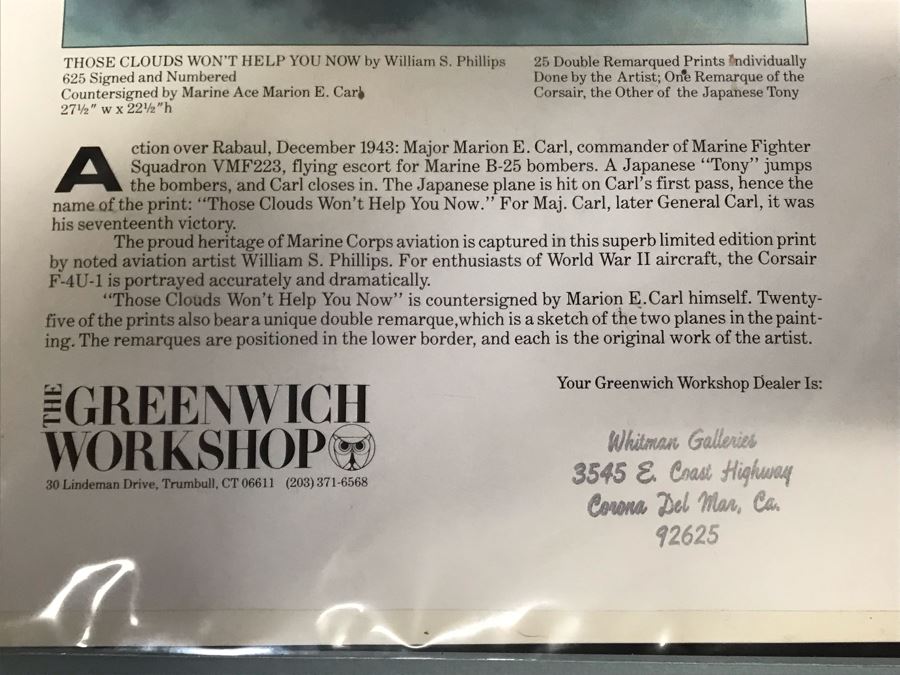 THOSE CLOUDS WON'T HELP YOU NOW by William S. Phillips
625 Signed and Numbered
Countersigned by Marine Ace Marion E. Carl
27½" w x 22½"h
25 Double Remarqued Prints Individually
Done by the Artist; One Remarque of the
Corsair, the Other of the Japanese Tony
Action over Rabaul, December 1943: Major Marion E. Carl, commander of Marine Fighter
Squadron VMF223, flying escort for Marine B-25 bombers. A Japanese "Tony" jumps
the bombers, and Carl closes in. The Japanese plane is hit on Carl's first pass, hence the
name of the print: "Those Clouds Won't Help You Now." For Maj. Carl, later General Carl, it was
his seventeenth victory.
The proud heritage of Marine Corps aviation is captured in this superb limited edition print
by noted aviation artist William S. Phillips. For enthusiasts of World War II aircraft, the Corsair
F-4U-1 is portrayed accurately and dramatically.
"Those Clouds Won't Help You Now" is countersigned by Marion E. Carl himself. Twenty-
five of the prints also bear a unique double remarque, which is a sketch of the two planes in the paint-
ing. The remarques are positioned in the lower border, and each is the original work of the artist.
THE GREENWICH
WORKSHOP
30 Lindeman Drive, Trumbull, CT 06611 (203) 371-6568
Your Greenwich Workshop Dealer Is:
Whitman Galleries
3545 E. Coast Highway
Corona Del Mar, Ca.
92625